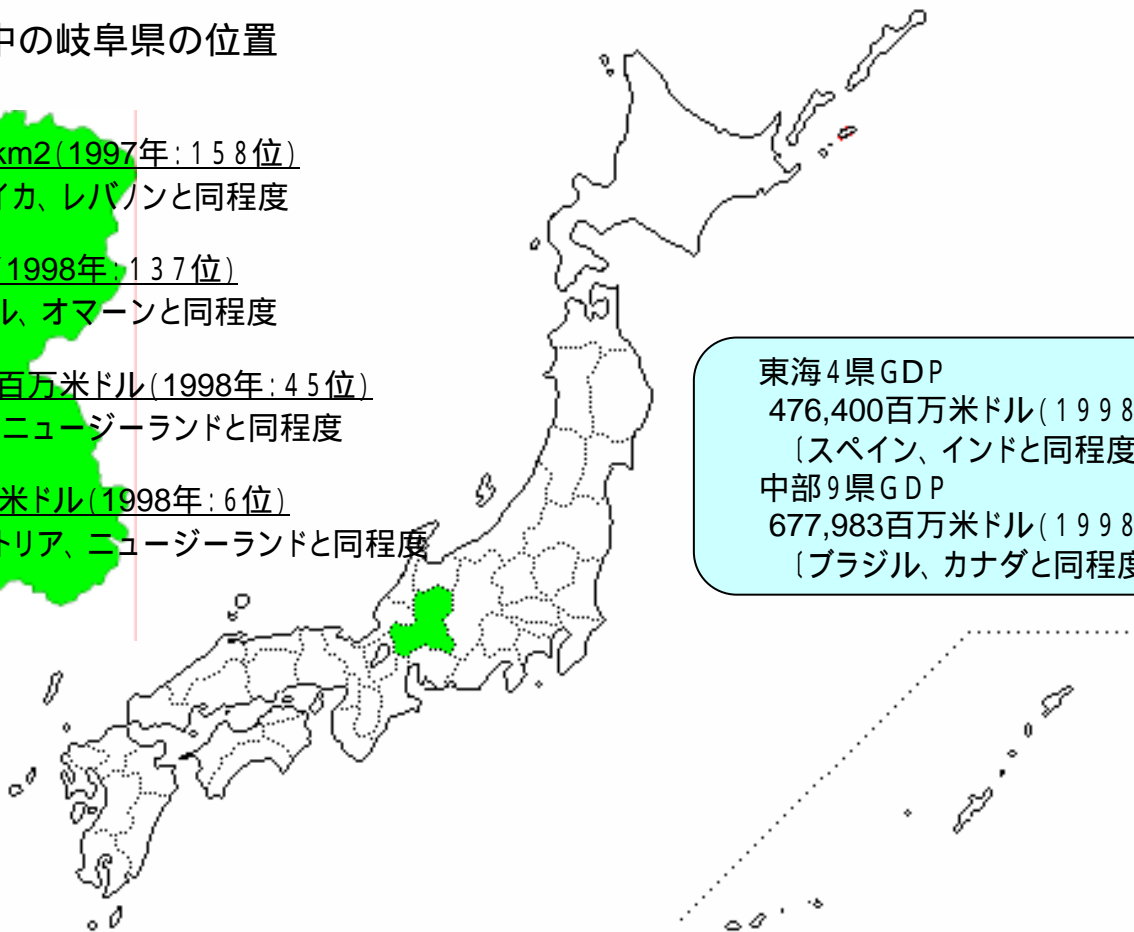 中の岐阜県の位置
km2(1997年:158位)
イカ、レバノンと同程度
(1998年:137位)
ル、オマーンと同程度
百万米ドル(1998年:45位)
ニュージーランドと同程度
米ドル(1998年:6位)
トリア、ニュージーランドと同程度
東海4県GDP
476,400百万米ドル(1998
〔スペイン、インドと同程度
中部9県GDP
677,983百万米ドル(1998
〔ブラジル、カナダと同程度